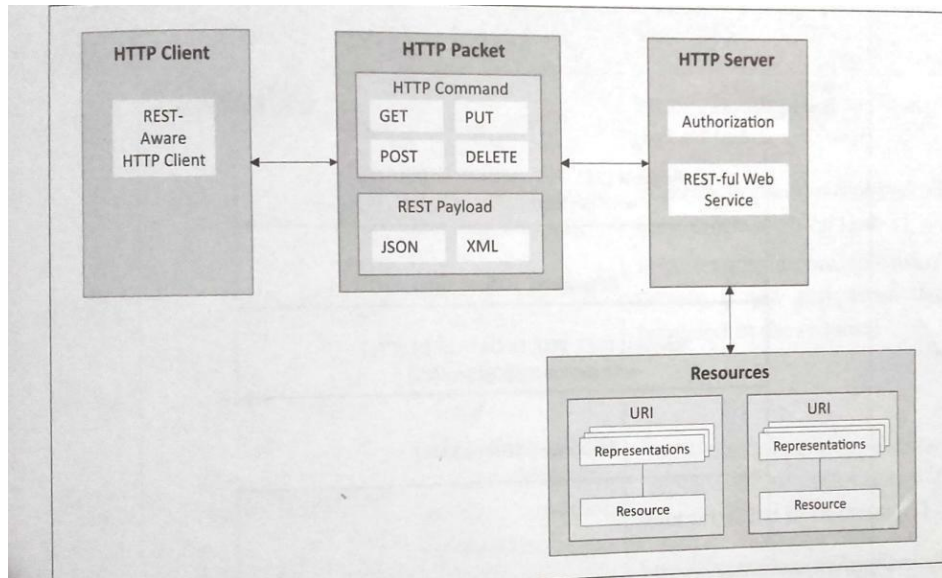 HTTP Client
REST-
Aware
HTTP Client
HTTP Packet
HTTP Command
GET
PUT
POST
DELETE
REST Payload
JSON
XML
HTTP Server
Authorization
REST-ful Web
Service
Resources
URI
Representations
Resource
URI
Representations
Resource